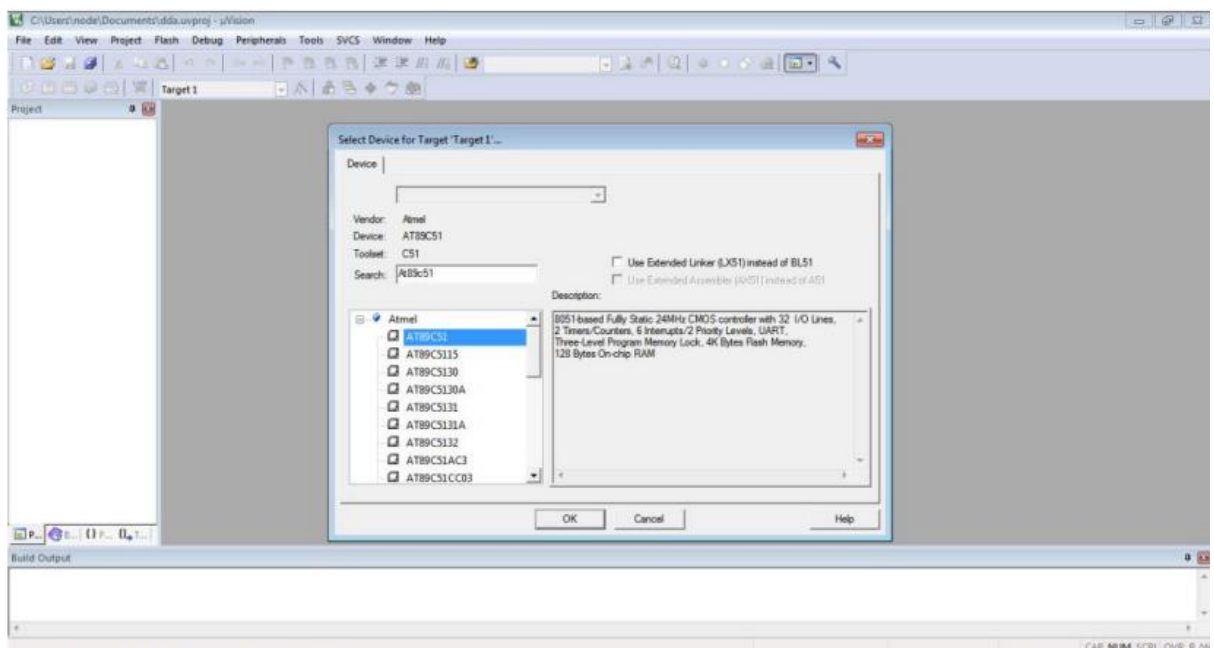 C:\Users\node\Documents\dda.uvproj - µVision
File Edit View Project Flash Debug Peripherals Tools SVCS Window Help
Target 1
Project
Select Device for Target 'Target 1'...
Device
Vendor: Atmel
Device: AT89C51
Toolset: C51
Search: At89c51
Use Extended Linker (LX51) instead of BL51
Use Extended Assembler (AX51) instead of A51
Description:
Atmel
AT89C51
AT89C5115
AT89C5130
AT89C5130A
AT89C5131
AT89C5131A
AT89C5132
AT89C51AC3
AT89C51CC03
8051-based Fully Static 24MHz CMOS controller with 32 I/O Lines,
2 Timers/Counters, 6 Interrupts/2 Priority Levels, UART,
Three-Level Program Memory Lock, 4K Bytes Flash Memory,
128 Bytes On-chip RAM
OK Cancel Help
P... B... {} F... 0 T...
Build Output
CAP NUM SCRL OVR R/W